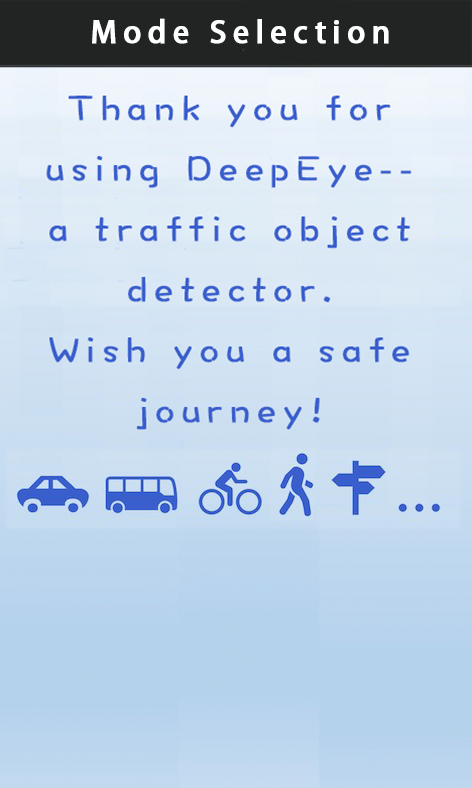 Mode Selection
Thank you for
using DeepEye--
a traffic object
detector.
Wish you a safe
journey!
...